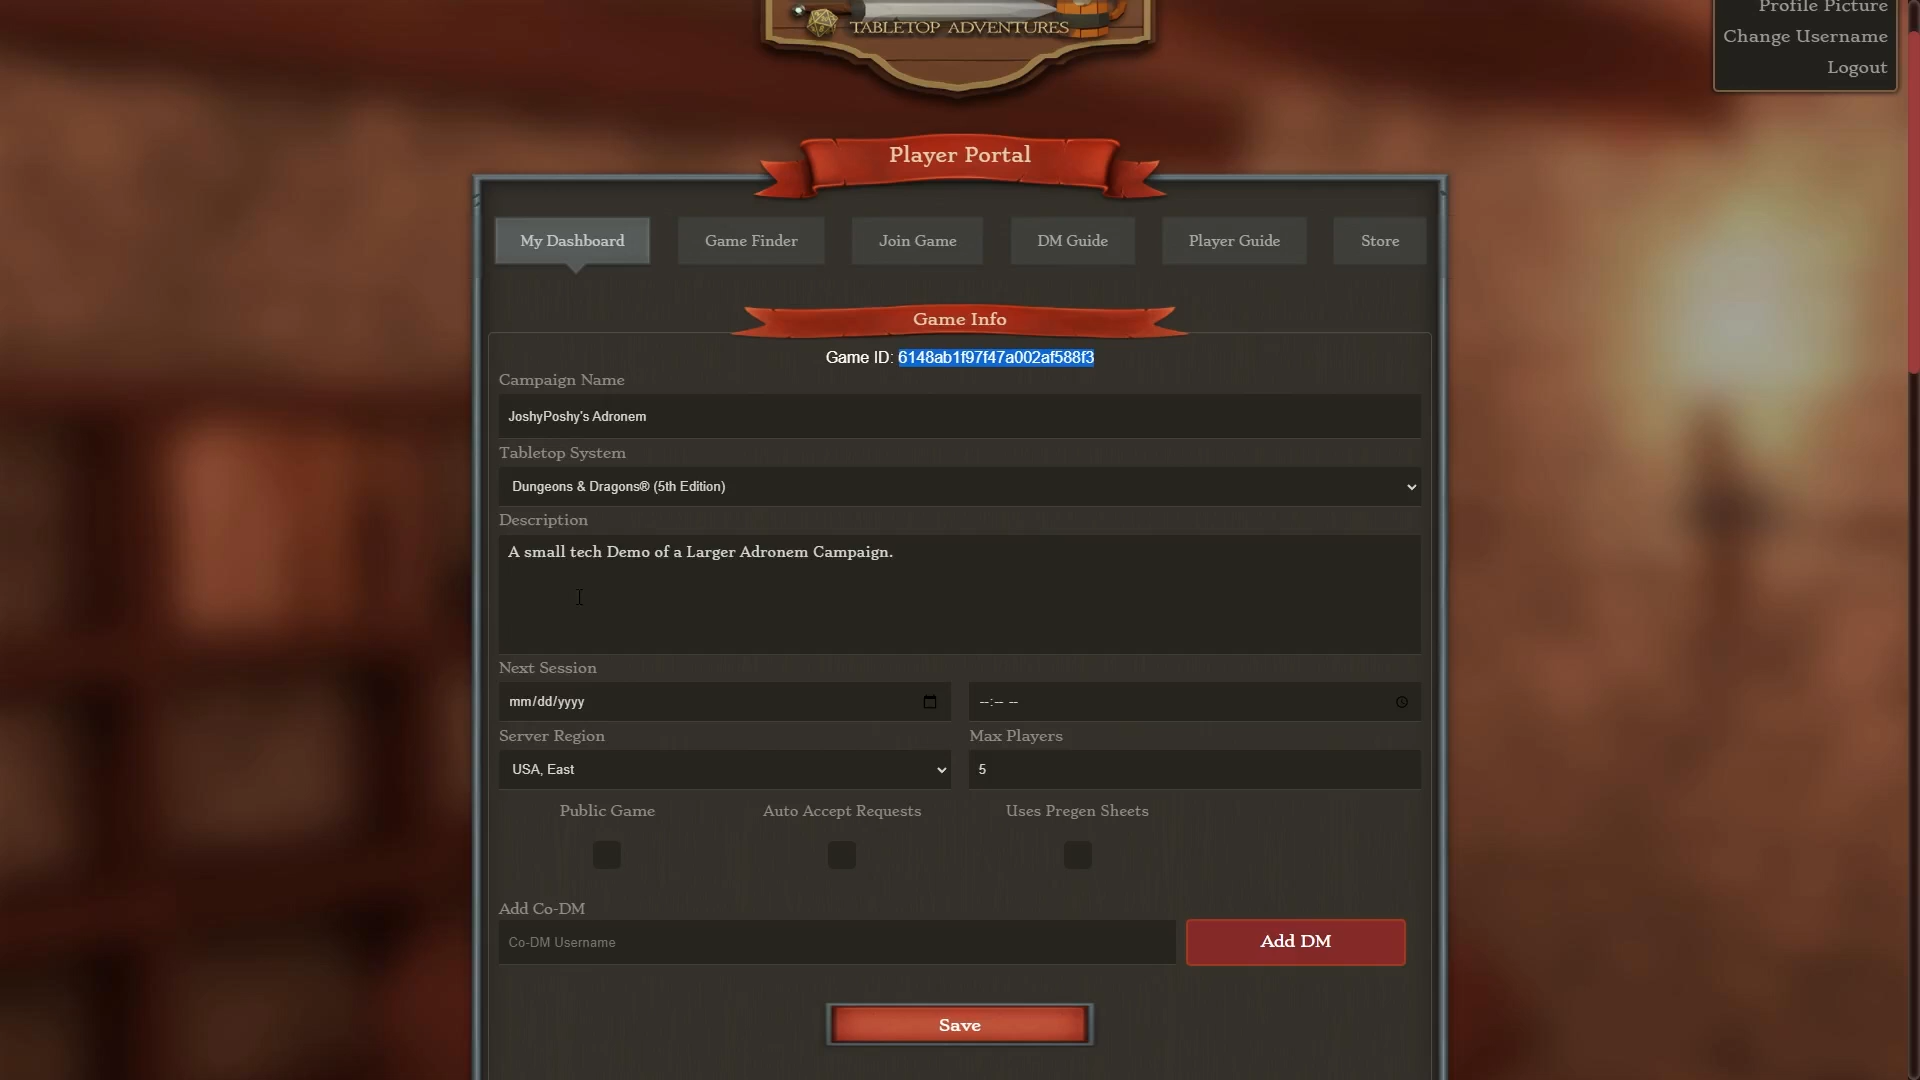 TABLETOP ADVENTURES
Profile Picture
Change Username
Logout
Player Portal
My Dashboard
Game Finder
Join Game
DM Guide
Player Guide
Store
Game Info
Game ID: 6148ab1f97f47a002af588f3
Campaign Name
JoshyPoshy's Adronem
Tabletop System
Dungeons & Dragons® (5th Edition)
Description
A small tech Demo of a Larger Adronem Campaign.
Next Session
mm/dd/yyyy
--:-- --
Server Region
Max Players
USA, East
5
Public Game
Auto Accept Requests
Uses Pregen Sheets
Add Co-DM
Co-DM Username
Add DM
Save